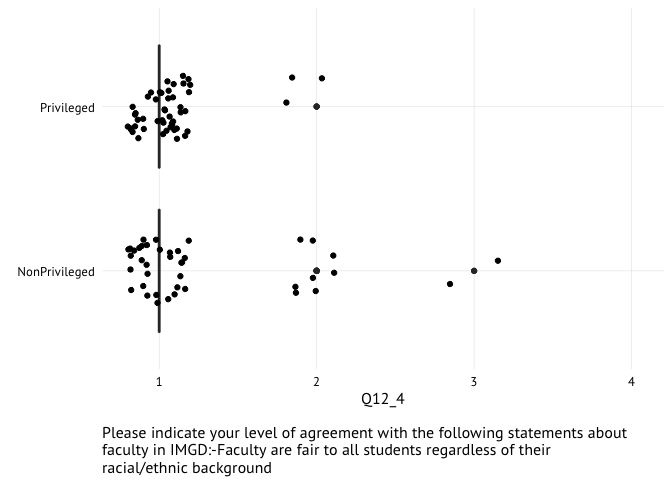 Privileged
NonPrivileged
1 2 3 4
Q12_4
Please indicate your level of agreement with the following statements about
faculty in IMGD:-Faculty are fair to all students regardless of their
racial/ethnic background